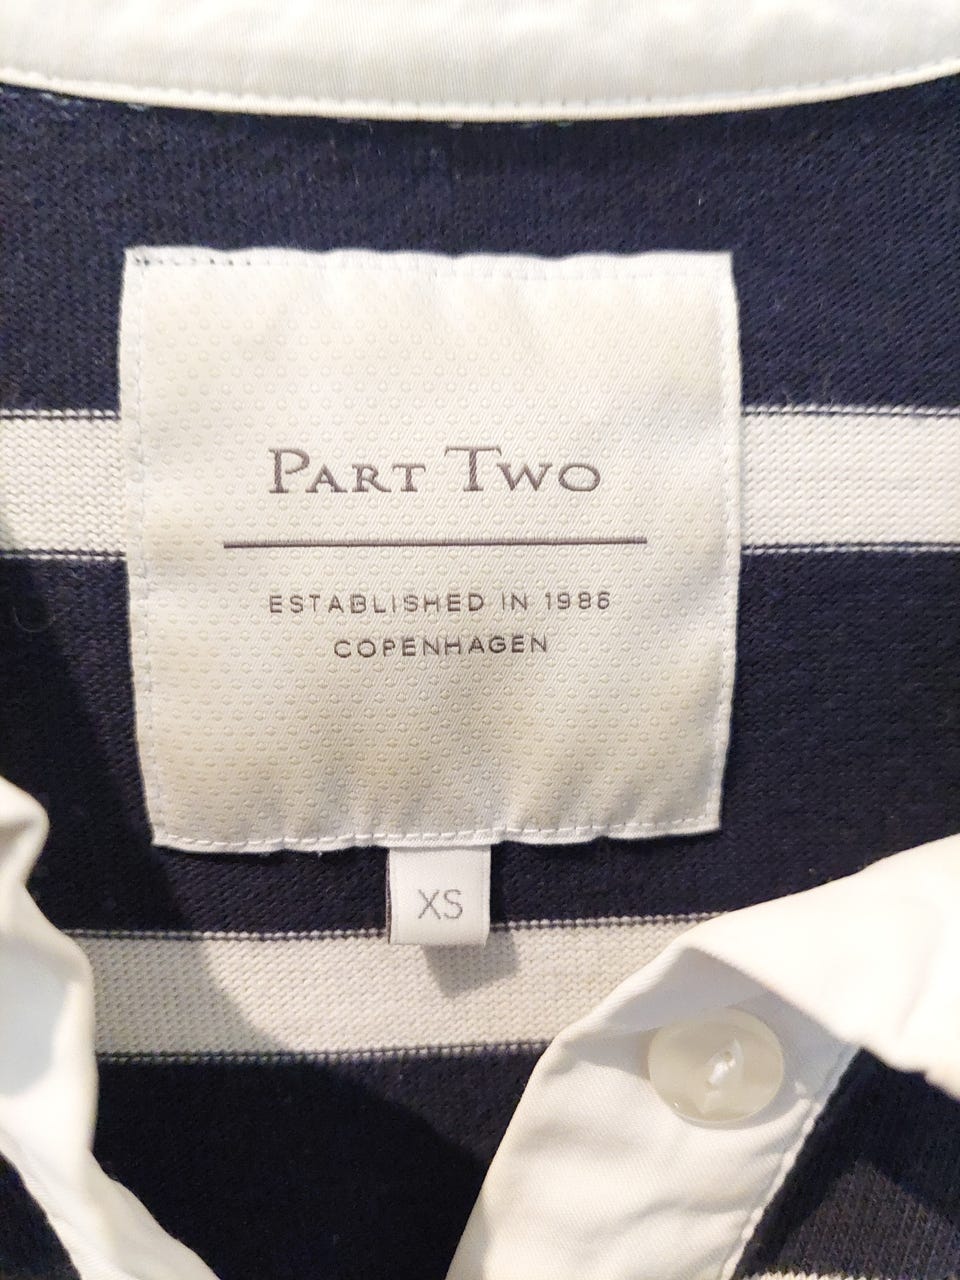 PART TWO
ESTABLISHED IN 1986
COPENHAGEN
XS